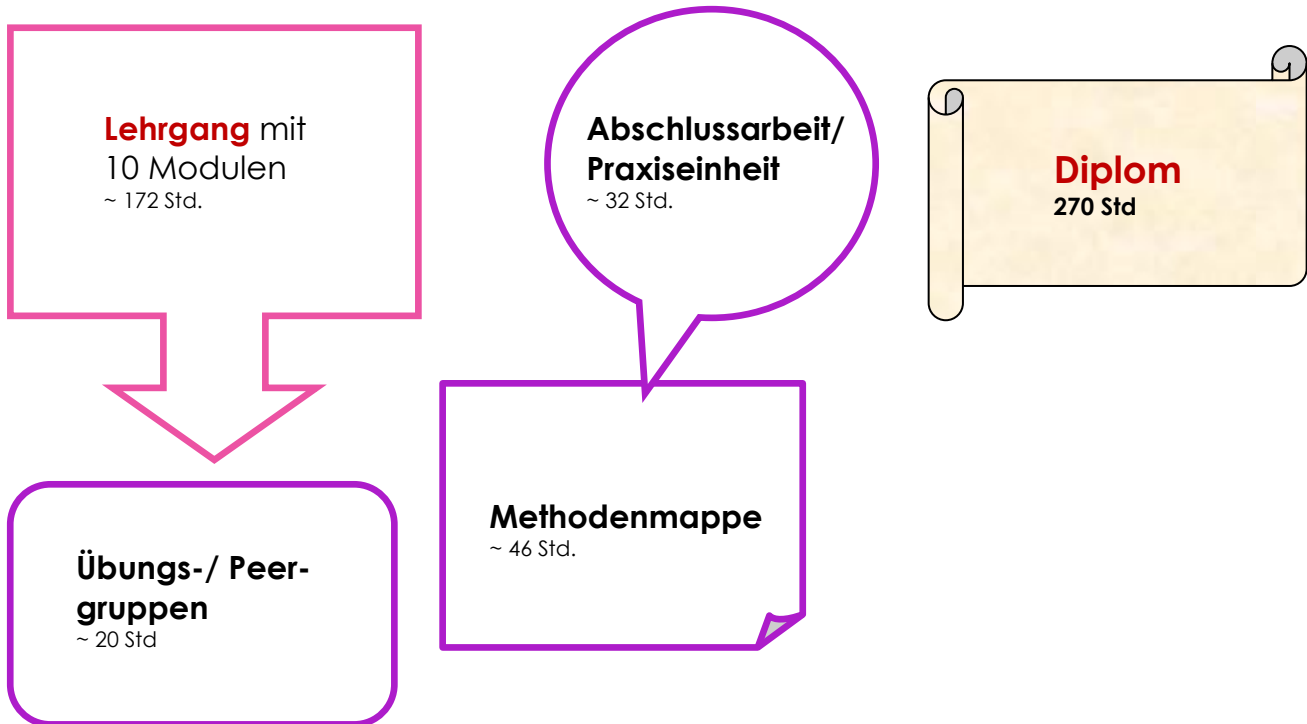 Lehrgang mit
10 Modulen
~ 172 Std.
Übungs-/ Peer-
gruppen
~ 20 Std
Abschlussarbeit/
Praxiseinheit
~ 32 Std.
Methodenmappe
~ 46 Std.
Diplom
270 Std